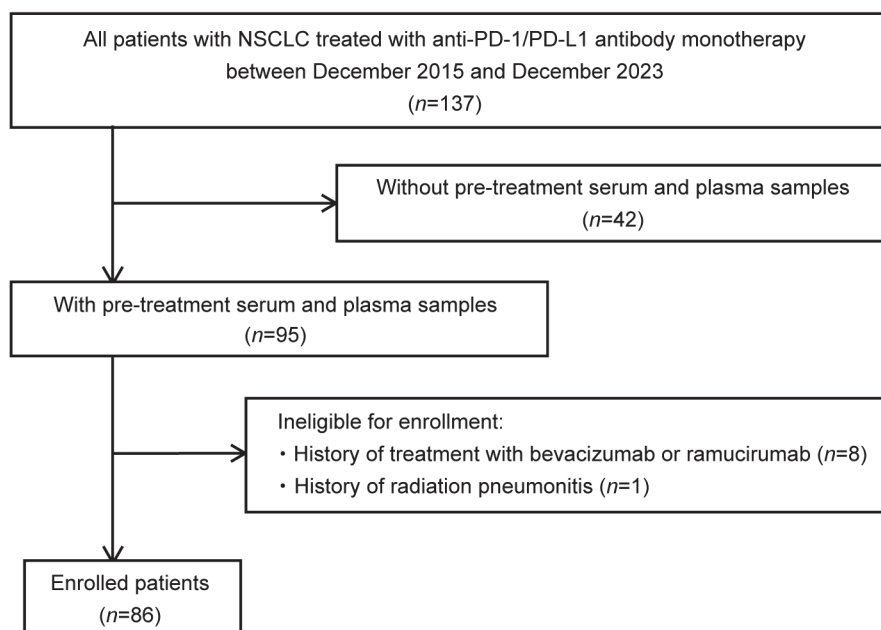 All patients with NSCLC treated with anti-PD-1/PD-L1 antibody monotherapy
between December 2015 and December 2023
(n=137)
Without pre-treatment serum and plasma samples
(n=42)
With pre-treatment serum and plasma samples
(n=95)
Ineligible for enrollment:
・History of treatment with bevacizumab or ramucirumab (n=8)
・History of radiation pneumonitis (n=1)
Enrolled patients
(n=86)